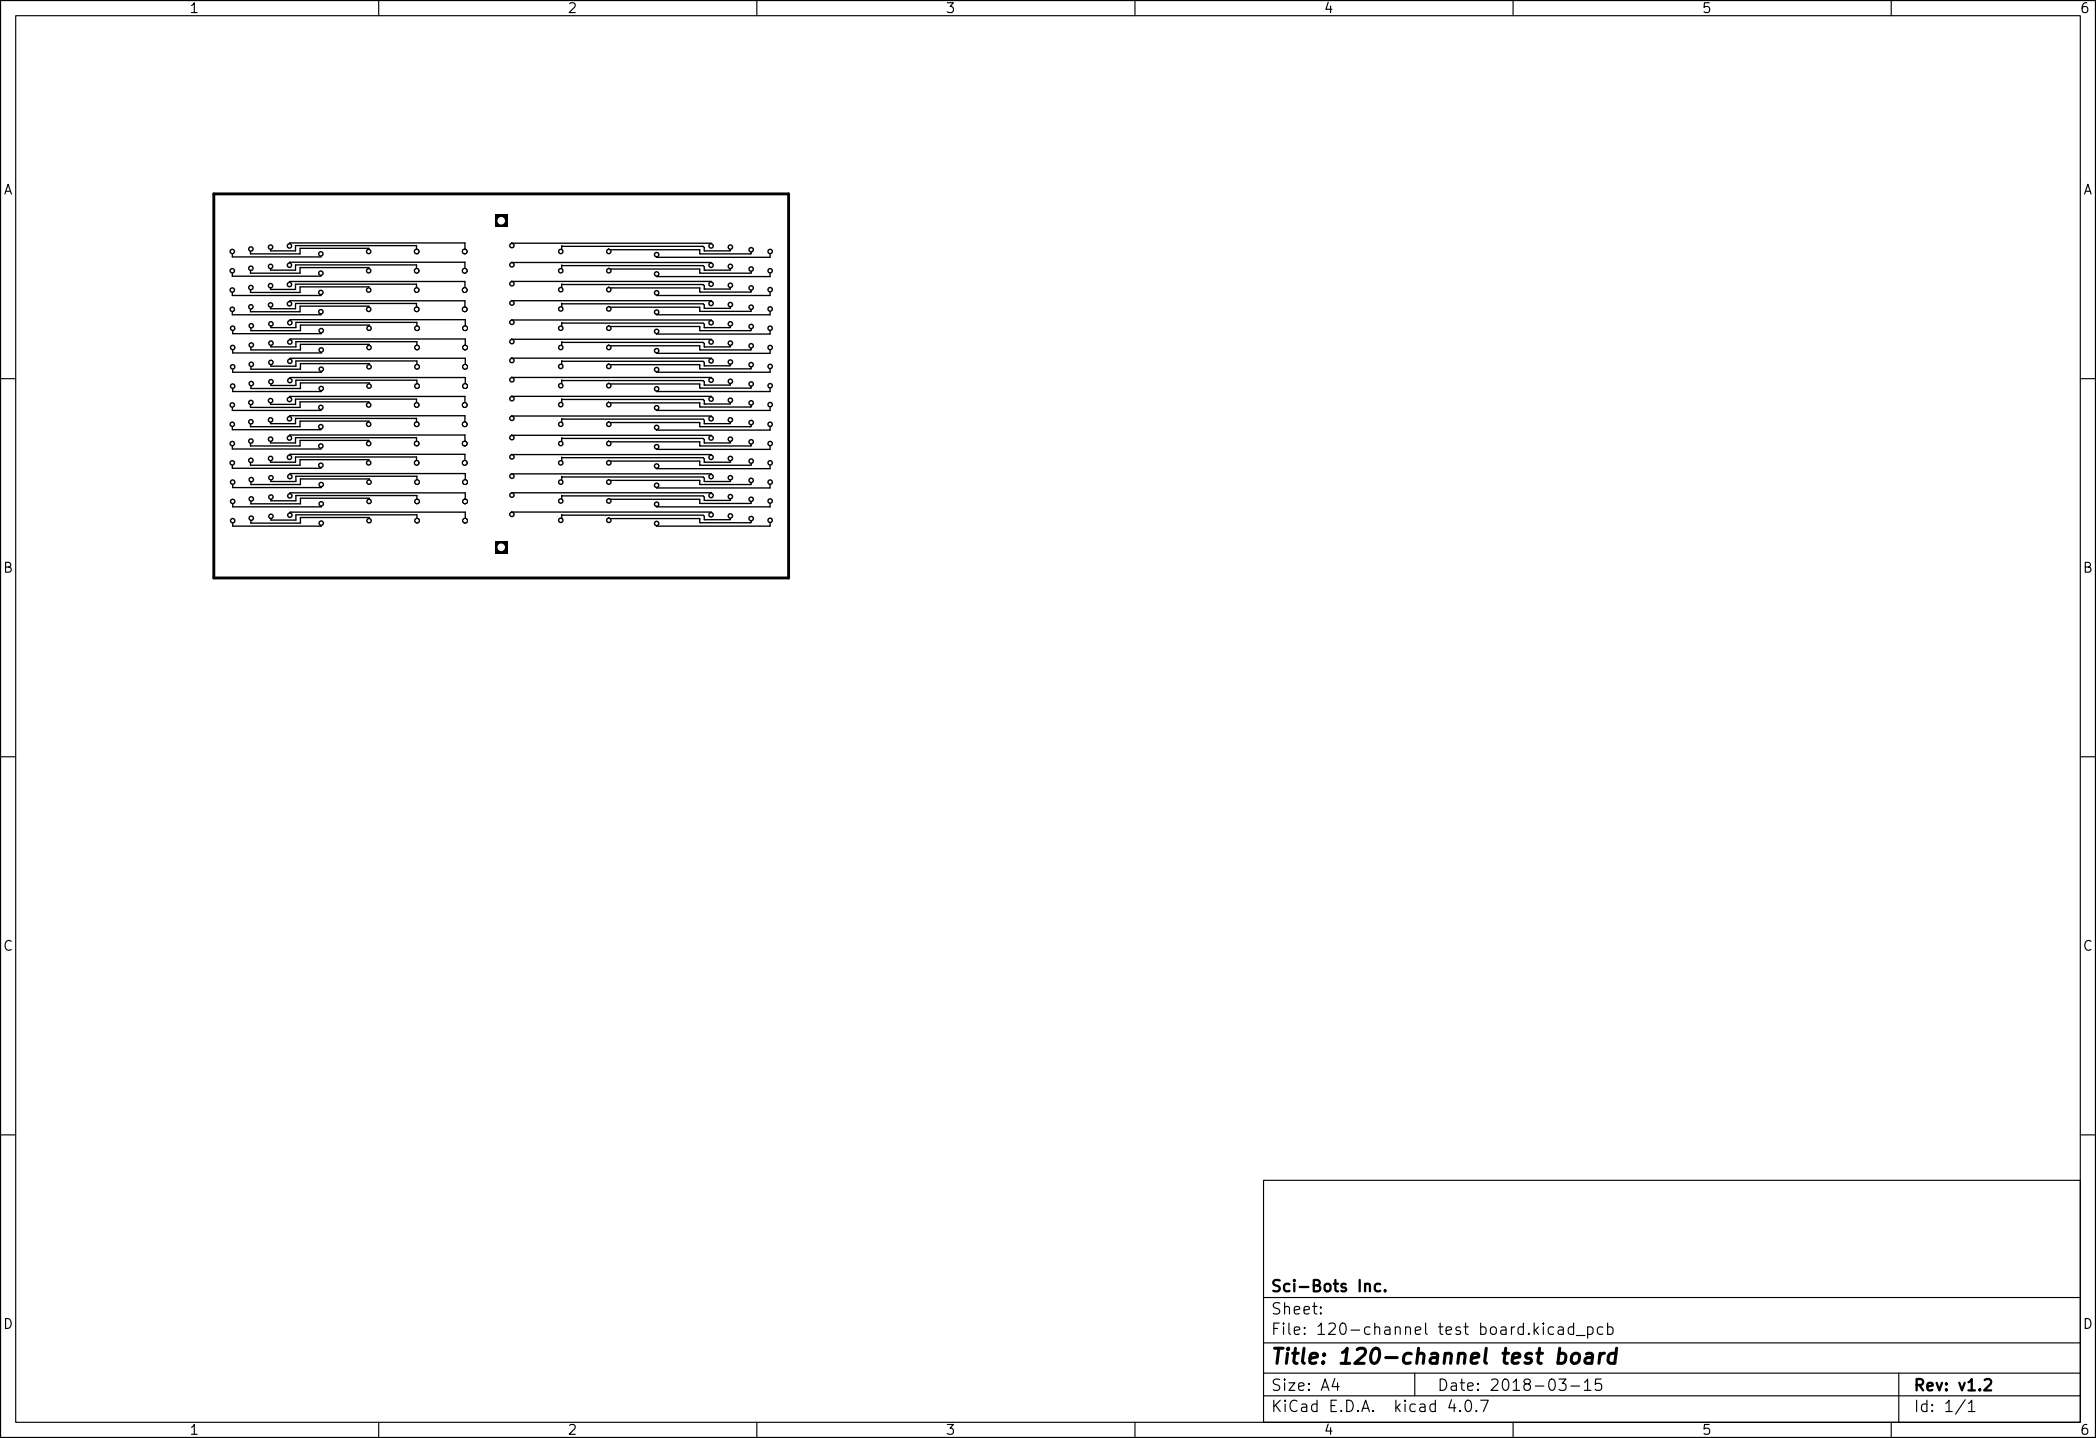 1 2 3 4 5 6
A A
B B
C C
D D
Sci-Bots Inc.
Sheet:
File: 120-channel test board.kicad_pcb
Title: 120-channel test board
Size: A4 Date: 2018-03-15 Rev: v1.2
KiCad E.D.A. kicad 4.0.7 Id: 1/1
1 2 3 4 5 6